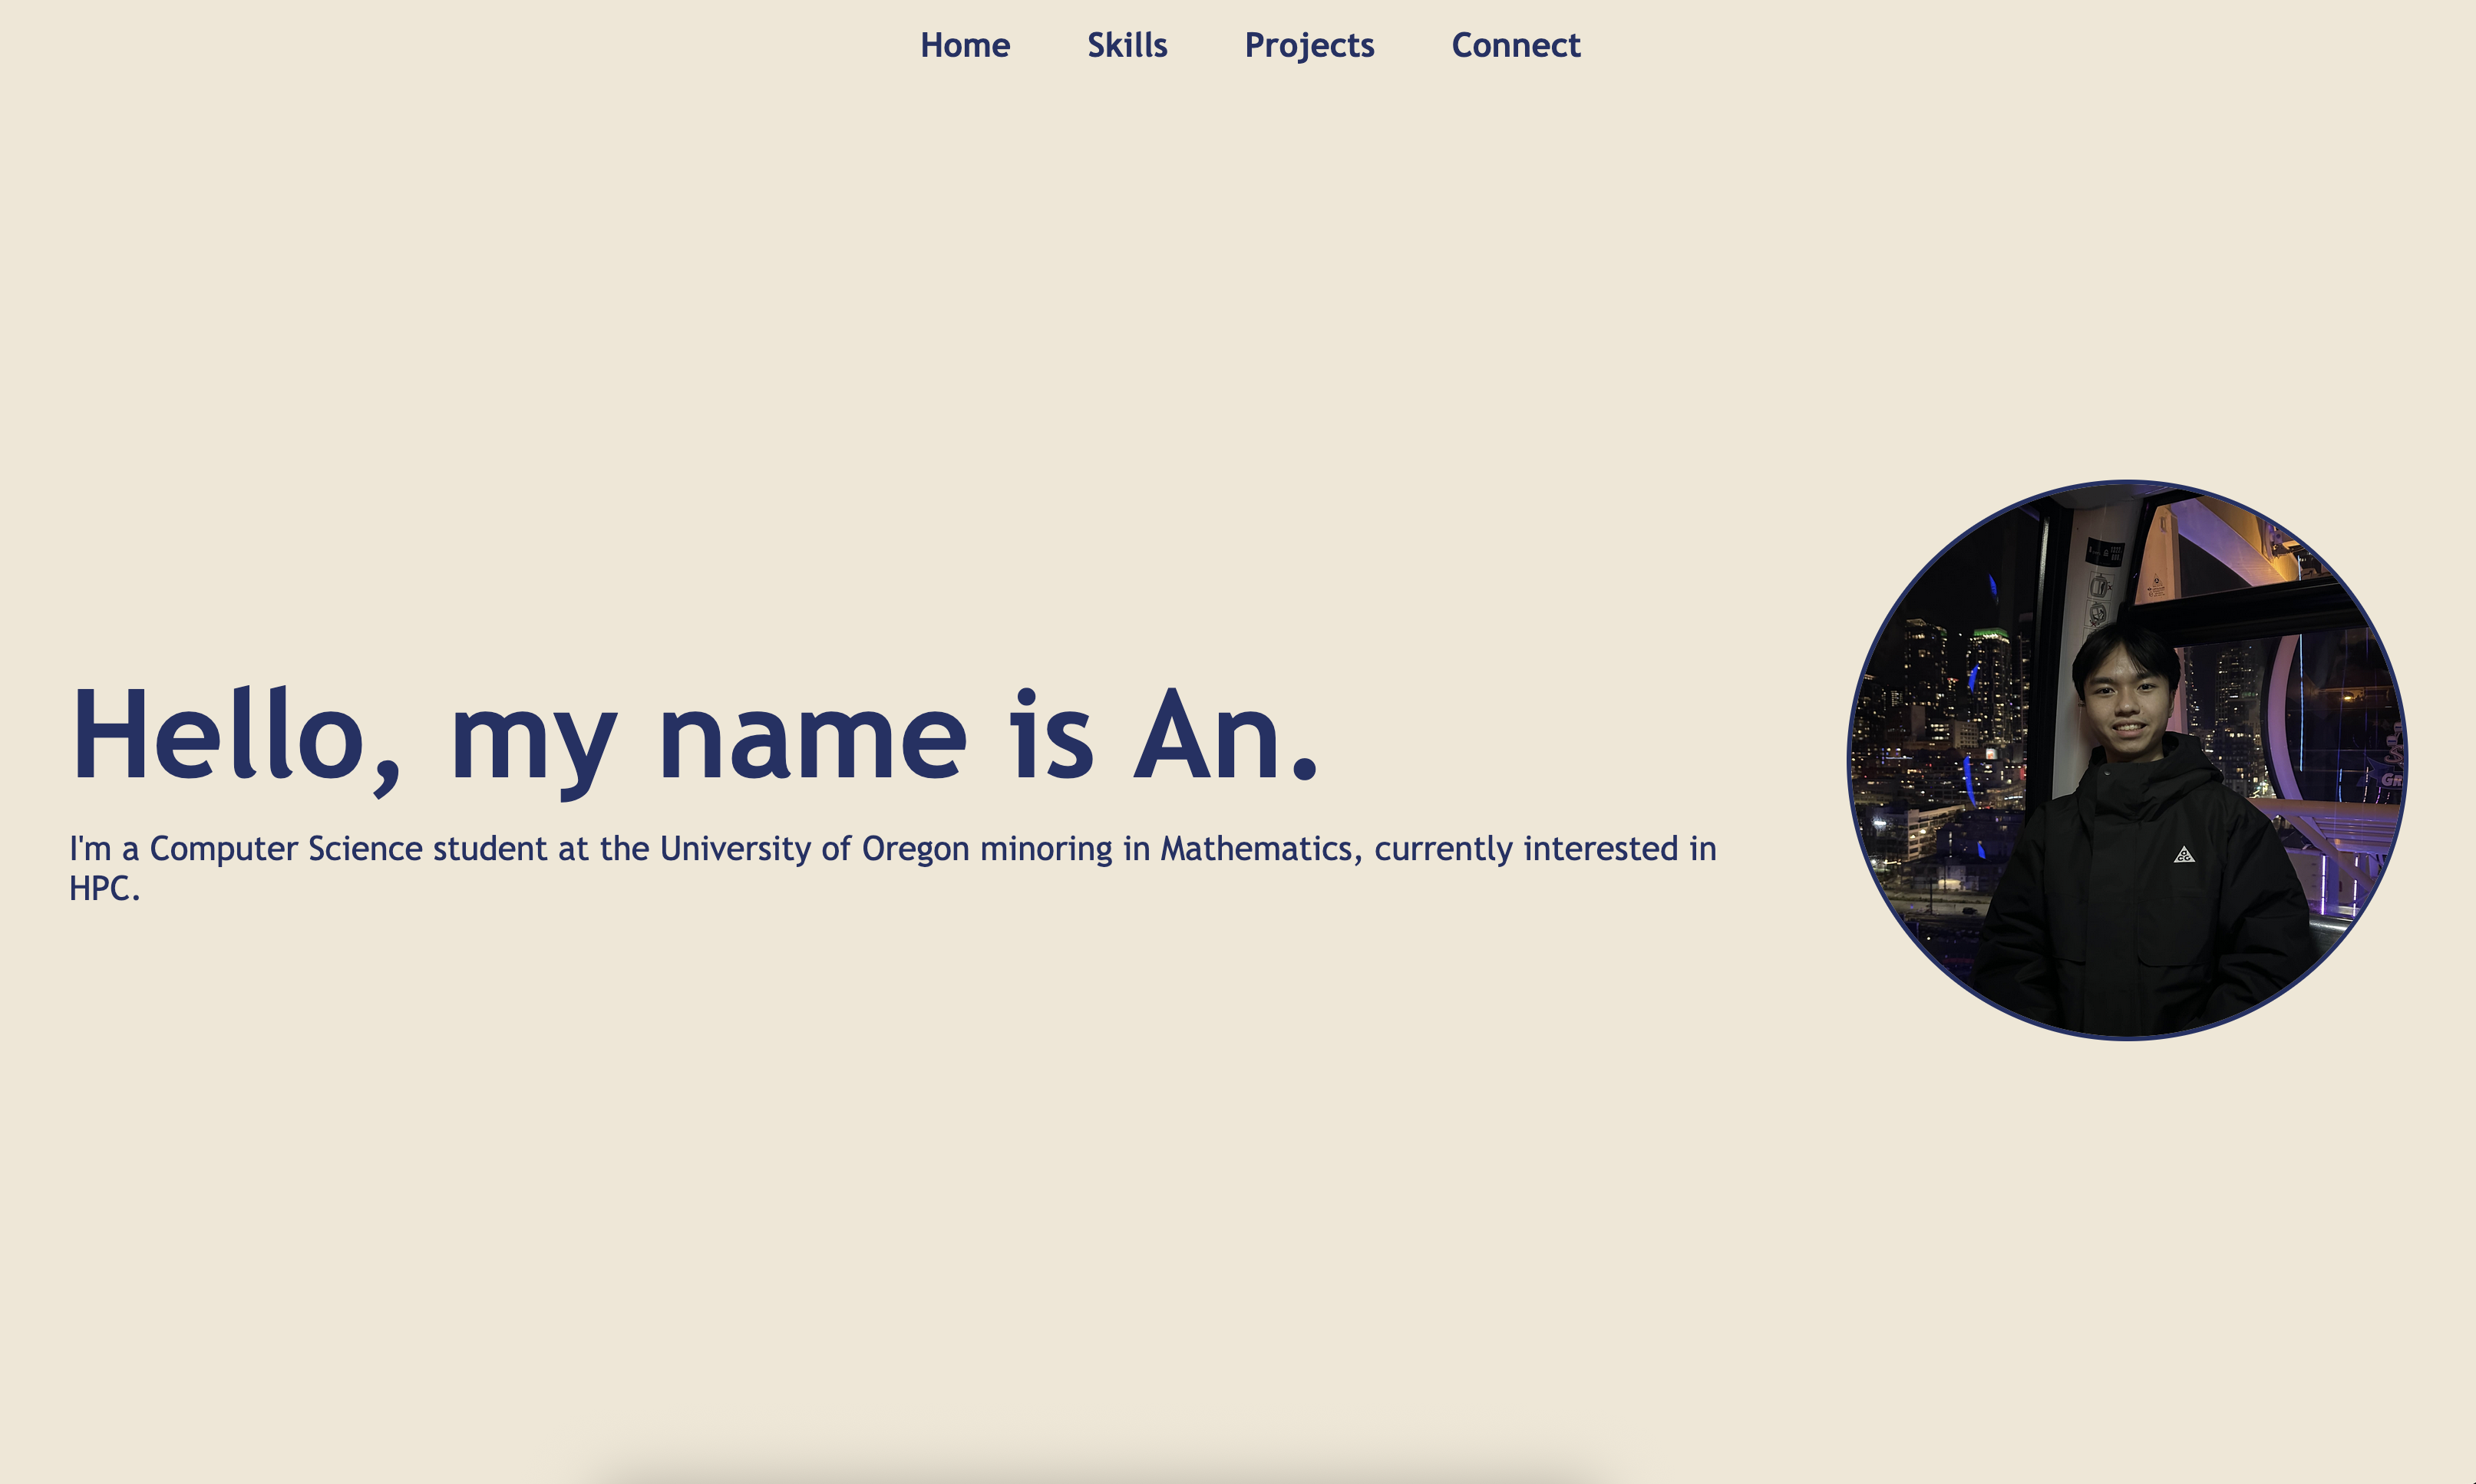 Home Skills Projects Connect
Hello, my name is An.
I'm a Computer Science student at the University of Oregon minoring in Mathematics, currently interested in
HPC.